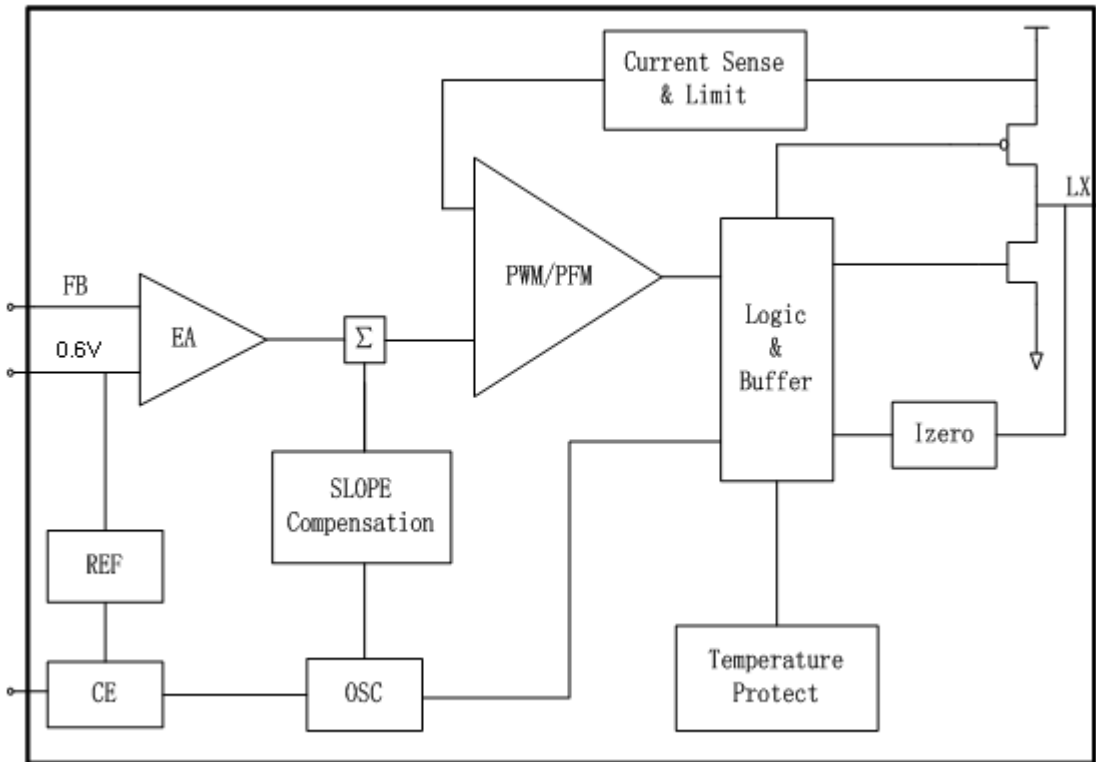 Current Sense
& Limit
LX
PWM/PFM
FB
EA
0.6V
Σ
Logic
&
Buffer
Izero
SLOPE
Compensation
REF
Temperature
Protect
CE
OSC